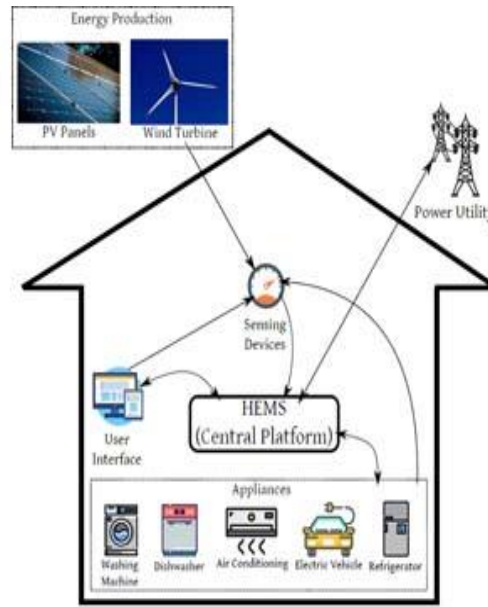 Energy Production
PV Panels
Wind Turbine
Power Utility
Sensing
Devices
User
Interface
HEMS
(Central Platform)
Appliances
Washing
Machine
Dishwasher
Air Conditioning
Electric Vehicle
Refrigerator